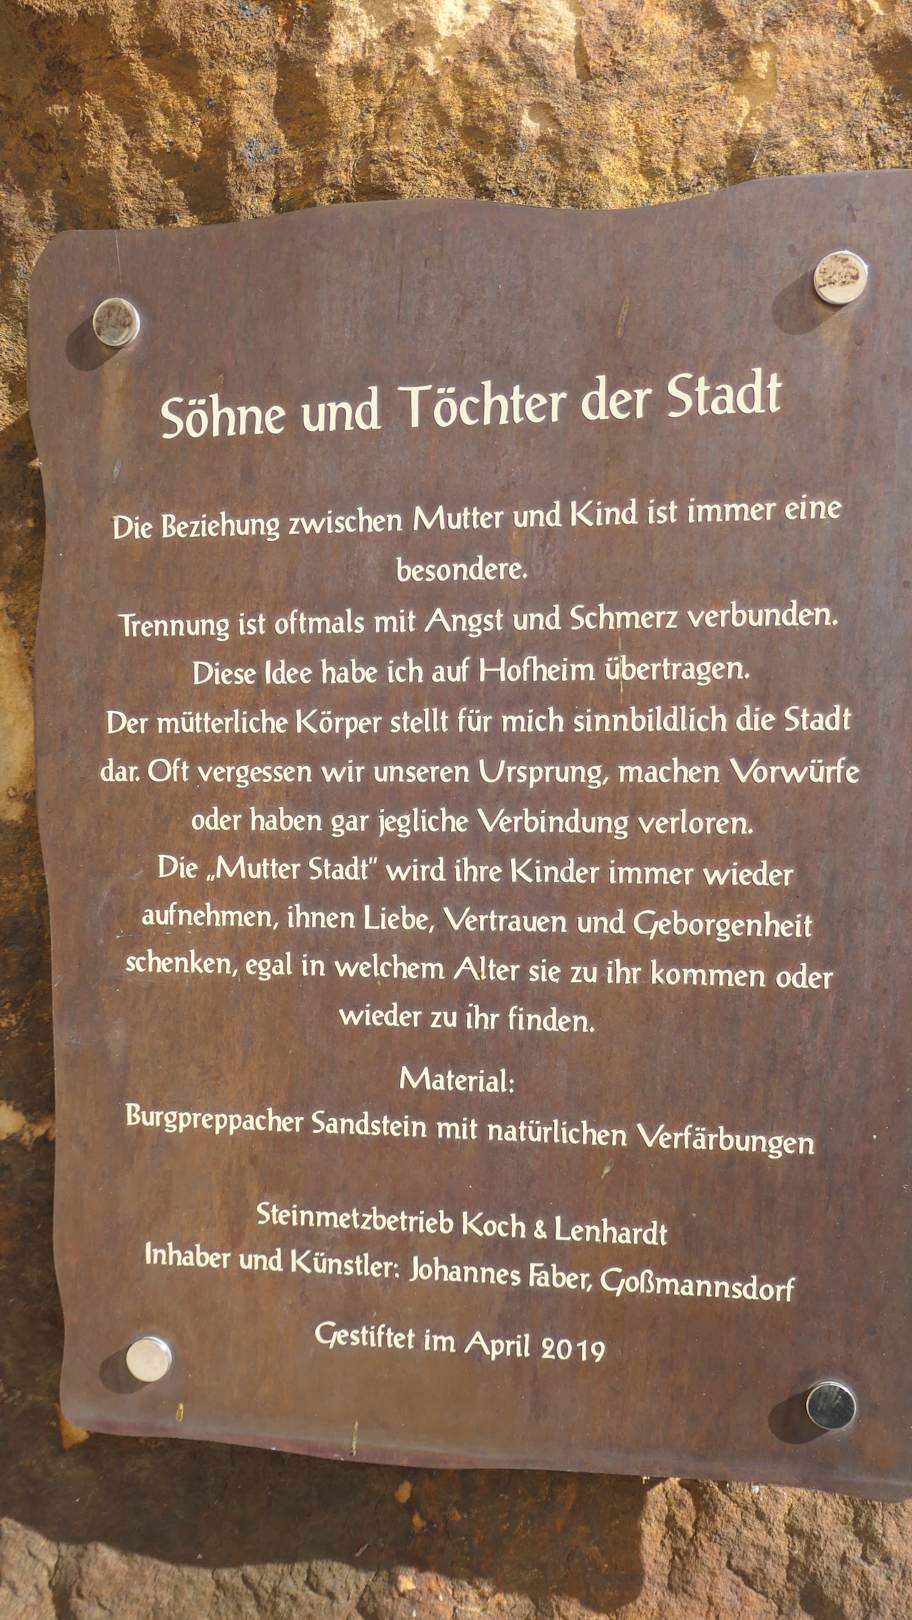 Söhne und Töchter der Stadt
Die Beziehung zwischen Mutter und Kind ist immer eine
besondere.
Trennung ist oftmals mit Angst und Schmerz verbunden.
Diese Idee habe ich auf Hofheim übertragen.
Der mütterliche Körper stellt für mich sinnbildlich die Stadt
dar. Oft vergessen wir unseren Ursprung, machen Vorwürfe
oder haben gar jegliche Verbindung verloren.
Die „Mutter Stadt" wird ihre Kinder immer wieder
aufnehmen, ihnen Liebe, Vertrauen und Geborgenheit
schenken, egal in welchem Alter sie zu ihr kommen oder
wieder zu ihr finden.
Material:
Burgpreppacher Sandstein mit natürlichen Verfärbungen
Steinmetzbetrieb Koch & Lenhardt
Inhaber und Künstler: Johannes Faber, Goßmannsdorf
Gestiftet im April 2019